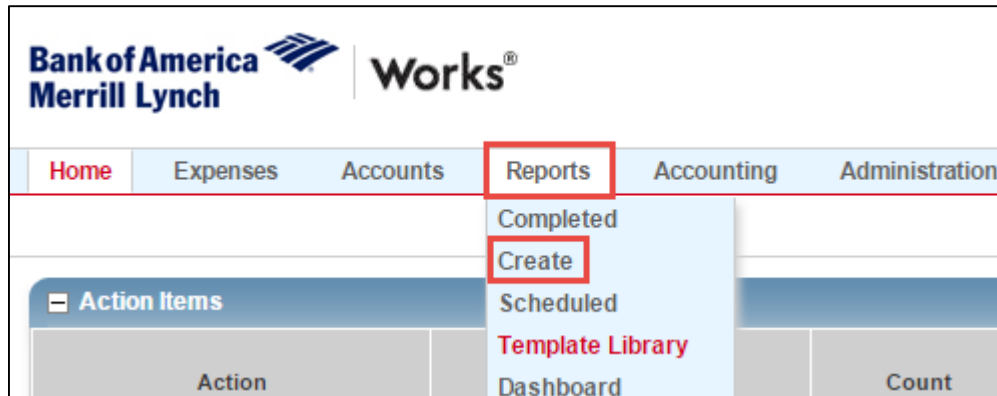 Bank of America
Merrill Lynch
Works®
Home Expenses Accounts Reports Accounting Administration
Completed
Create
Scheduled
Template Library
Dashboard
Action Items
Action Count